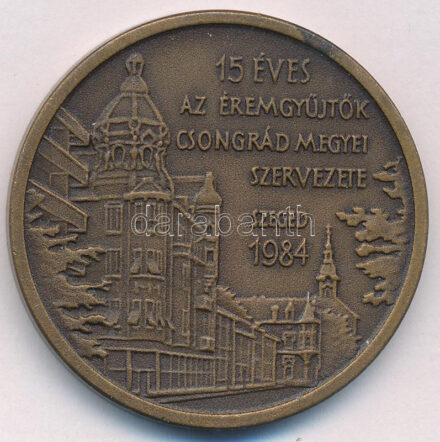 15 ÉVES
AZ ÉREMGYŰJTŐK
CSONGRÁD MEGYEI
SZERVEZETE
SZEGED
1984
darabanth